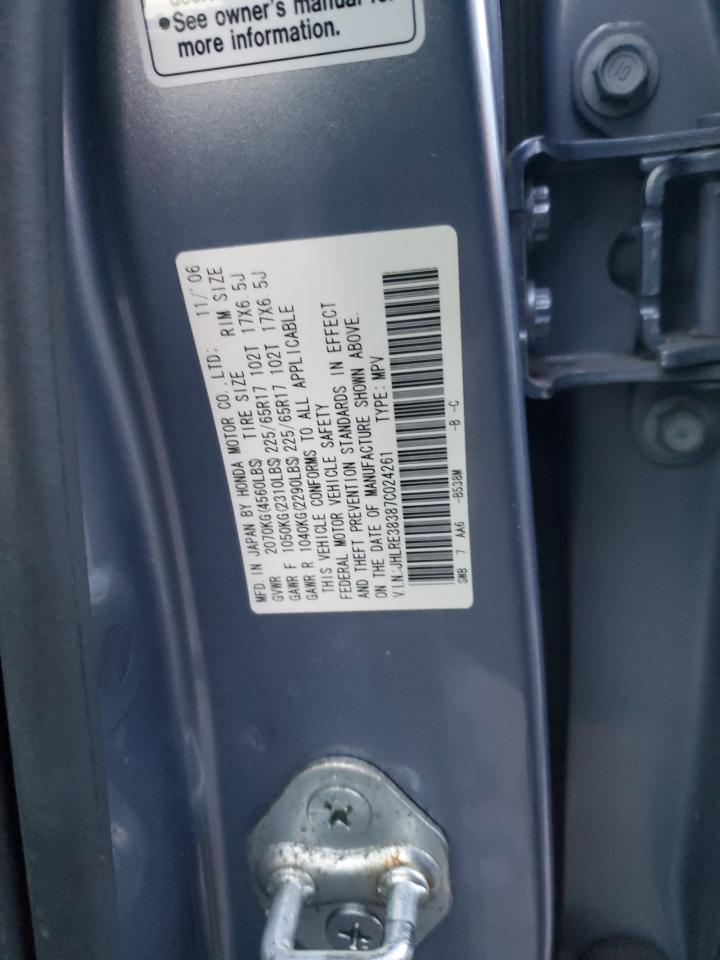 ●See owner's manual for
more information.
MFD. IN JAPAN BY HONDA MOTOR CO., LTD: 11/'06
GVWR 2070KG(4560LBS) TIRE SIZE RIM SIZE
GAWR F 1050KG(2310LBS) 225/65R17 102T 17X6.5J
GAWR R 1040KG(2290LBS) 225/65R17 102T 17X6.5J
THIS VEHICLE CONFORMS TO ALL APPLICABLE
FEDERAL MOTOR VEHICLE SAFETY
AND THEFT PREVENTION STANDARDS IN EFFECT
ON THE DATE OF MANUFACTURE SHOWN ABOVE.
V.I.N:JHLRE38387C024261 TYPE:MPV
SWB 7 AA6 -B538M -B -C